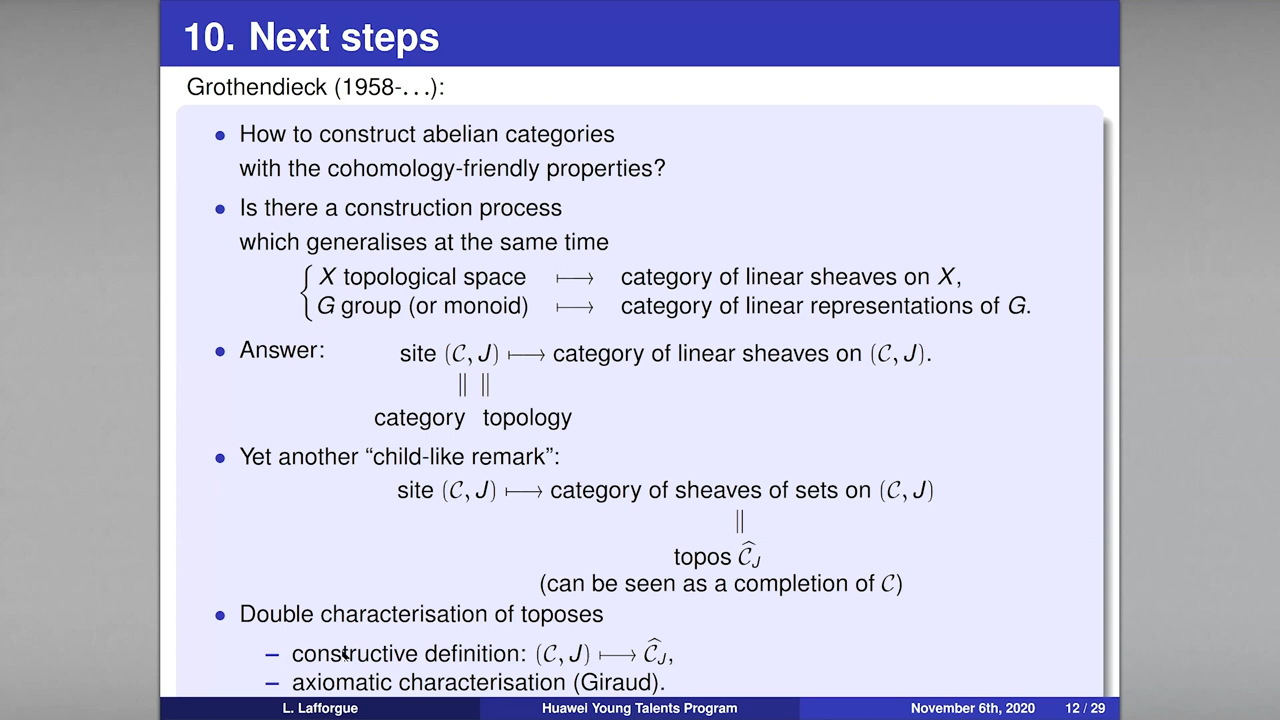 10. Next steps
Grothendieck (1958-...):
• How to construct abelian categories
with the cohomology-friendly properties?
• Is there a construction process
which generalises at the same time
{ X topological space ⟼ category of linear sheaves on X,
G group (or monoid) ⟼ category of linear representations of G.
• Answer: site (𝒞, J) ⟼ category of linear sheaves on (𝒞, J).
|| ||
category topology
• Yet another “child-like remark”:
site (𝒞, J) ⟼ category of sheaves of sets on (𝒞, J)
||
topos 𝒞̂_J
(can be seen as a completion of 𝒞)
• Double characterisation of toposes
– constructive definition: (𝒞, J) ⟼ 𝒞̂_J,
– axiomatic characterisation (Giraud).
L. Lafforgue Huawei Young Talents Program November 6th, 2020 12 / 29